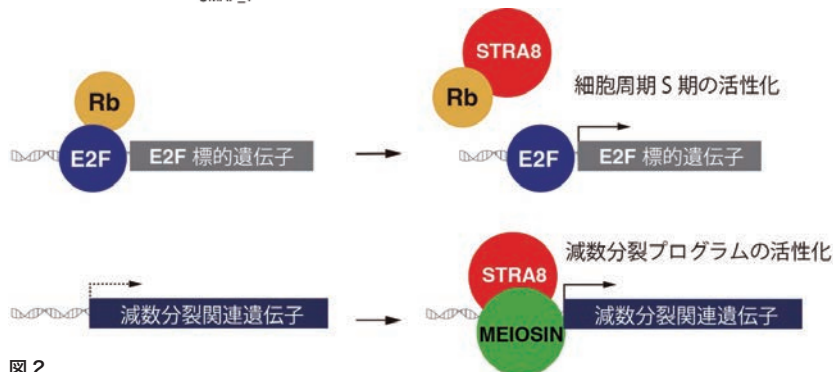 STRA8
Rb
Rb
細胞周期 S 期の活性化
E2F
E2F 標的遺伝子
E2F
E2F 標的遺伝子
減数分裂プログラムの活性化
STRA8
減数分裂関連遺伝子
MEIOSIN
減数分裂関連遺伝子
図 2